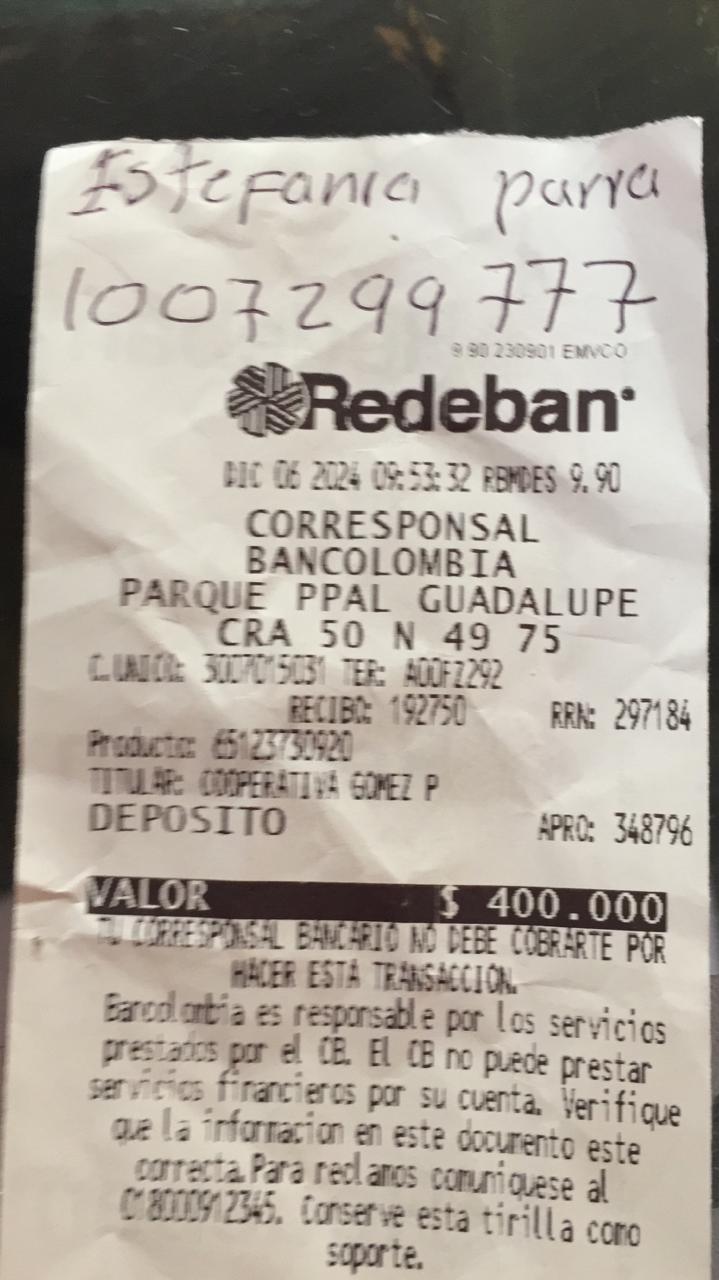 Estefania parra
1007299777
9.90 230901 EMVCO
Redeban
DIC 06 2024 09:53:32 RBMDES 9.90
CORRESPONSAL
BANCOLOMBIA
PARQUE PPAL GUADALUPE
CRA 50 N 49 75
C.UNICO: 3007015031 TER: AOOFZ292
RECIBO: 192750 RRN: 297184
Producto: 65123730920
TITULAR: COOPERATIVA GOMEZ P
DEPOSITO APRO: 348796
VALOR $ 400.000
TU CORRESPONSAL BANCARIO NO DEBE COBRARTE POR
HACER ESTA TRANSACCION.
Bancolombia es responsable por los servicios
prestados por el CB. El CB no puede prestar
servicios financieros por su cuenta. Verifique
que la informacion en este documento este
correcta.Para reclamos comuniquese al
018000912345. Conserve esta tirilla como
soporte.